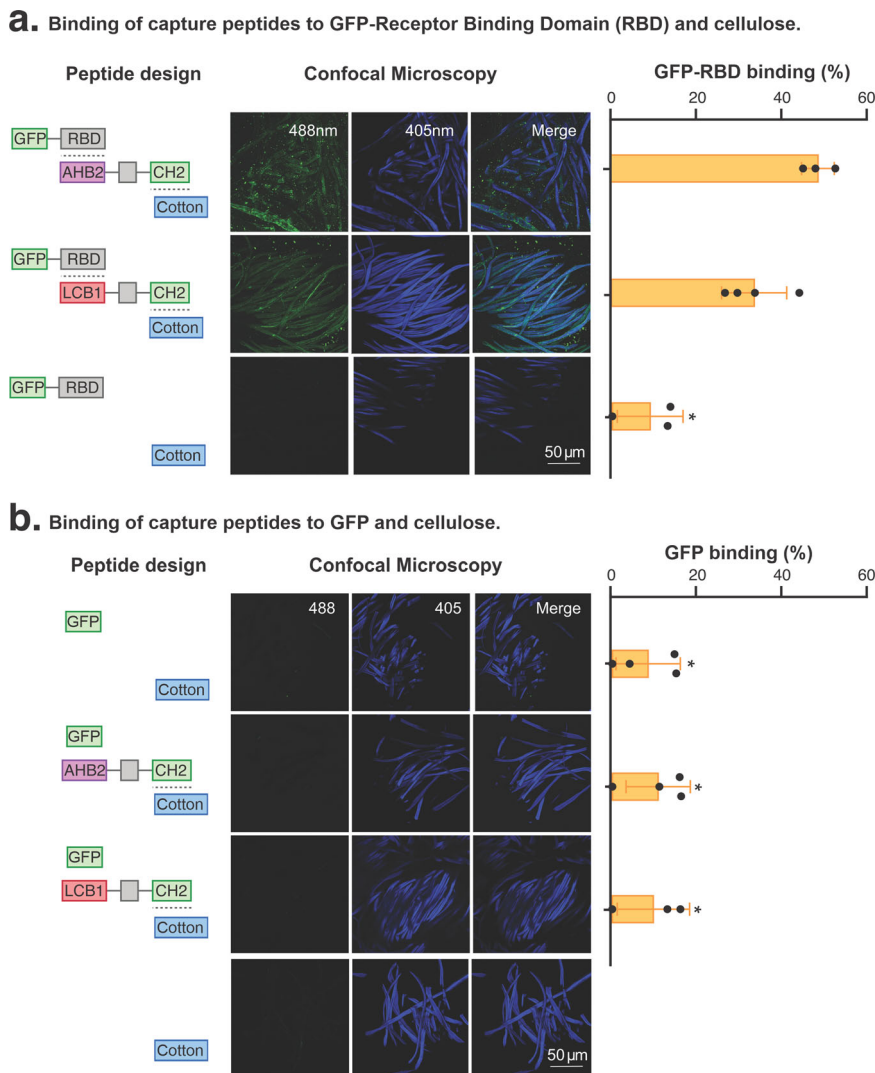 a. Binding of capture peptides to GFP-Receptor Binding Domain (RBD) and cellulose.
Peptide design Confocal Microscopy GFP-RBD binding (%)
0 20 40 60
488nm 405nm Merge
GFP RBD
AHB2 CH2
Cotton
GFP RBD
LCB1 CH2
Cotton
GFP RBD
*
Cotton
50 µm
b. Binding of capture peptides to GFP and cellulose.
Peptide design Confocal Microscopy GFP binding (%)
0 20 40 60
488 405 Merge
GFP
*
Cotton
GFP
AHB2 CH2
*
Cotton
GFP
LCB1 CH2
*
Cotton
Cotton
50 µm